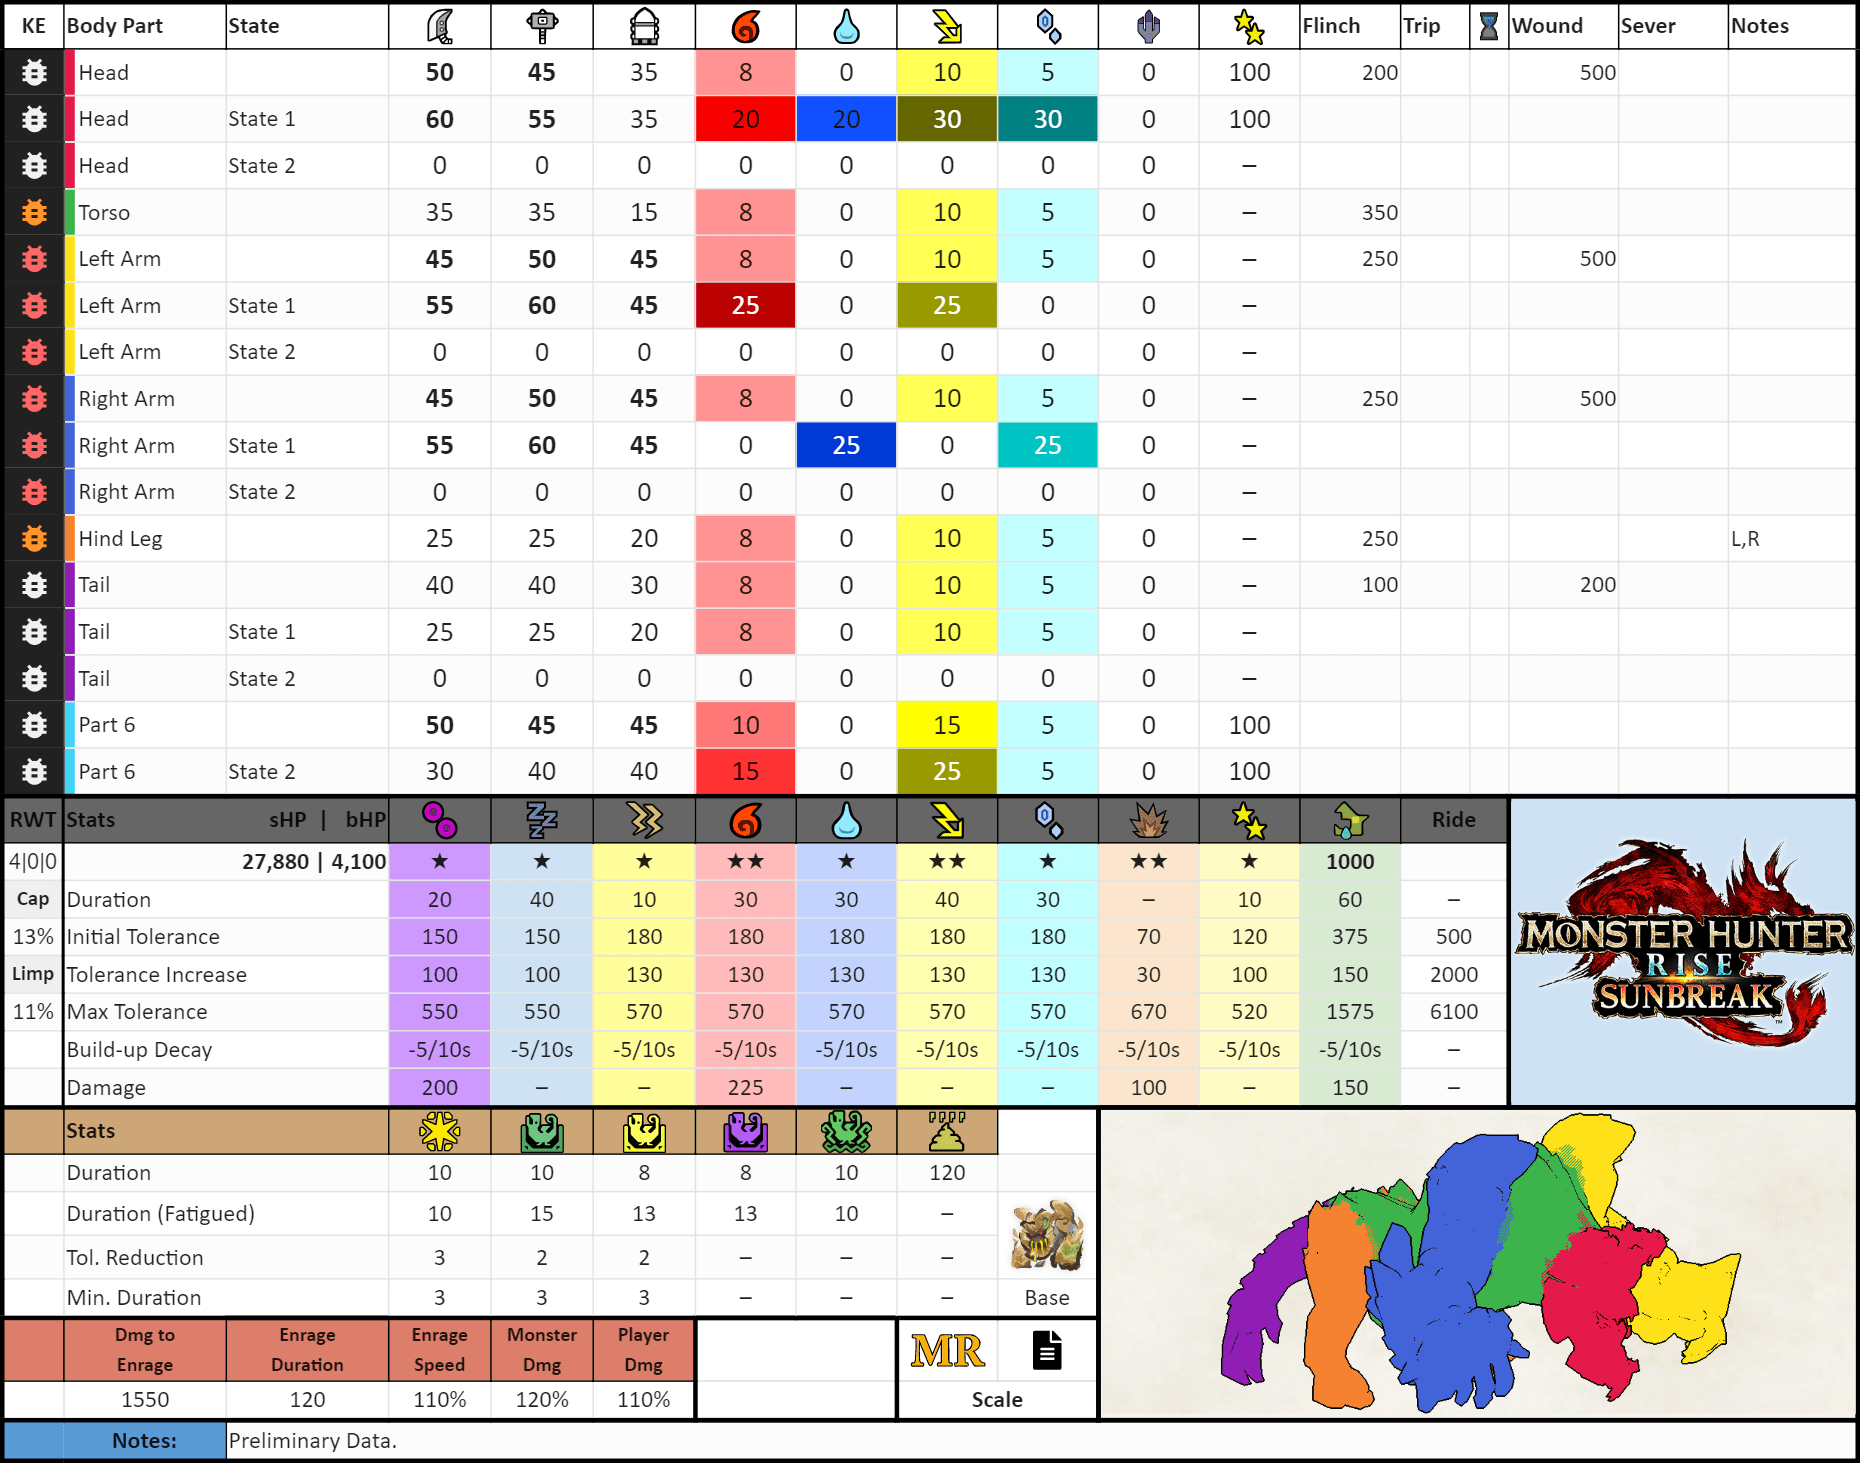 KE Body Part State Flinch Trip Wound Sever Notes
Head 50 45 35 8 0 10 5 0 100 200 500
Head State 1 60 55 35 20 20 30 30 0 100
Head State 2 0 0 0 0 0 0 0 0 –
Torso 35 35 15 8 0 10 5 0 – 350
Left Arm 45 50 45 8 0 10 5 0 – 250 500
Left Arm State 1 55 60 45 25 0 25 0 0 –
Left Arm State 2 0 0 0 0 0 0 0 0 –
Right Arm 45 50 45 8 0 10 5 0 – 250 500
Right Arm State 1 55 60 45 0 25 0 25 0 –
Right Arm State 2 0 0 0 0 0 0 0 0 –
Hind Leg 25 25 20 8 0 10 5 0 – 250 L,R
Tail 40 40 30 8 0 10 5 0 – 100 200
Tail State 1 25 25 20 8 0 10 5 0 –
Tail State 2 0 0 0 0 0 0 0 0 –
Part 6 50 45 45 10 0 15 5 0 100
Part 6 State 2 30 40 40 15 0 25 5 0 100
RWT Stats sHP | bHP Ride
4|0|0 27,880 | 4,100 ★ ★ ★ ★★ ★ ★★ ★ ★★ ★ 1000
Cap Duration 20 40 10 30 30 40 30 – 10 60 –
13% Initial Tolerance 150 150 180 180 180 180 180 70 120 375 500
Limp Tolerance Increase 100 100 130 130 130 130 130 30 100 150 2000
11% Max Tolerance 550 550 570 570 570 570 570 670 520 1575 6100
Build-up Decay -5/10s -5/10s -5/10s -5/10s -5/10s -5/10s -5/10s -5/10s -5/10s -5/10s –
Damage 200 – – 225 – – – 100 – 150 –
MONSTER HUNTER
RISE
SUNBREAK™
Stats
Duration 10 10 8 8 10 120
Duration (Fatigued) 10 15 13 13 10 –
Tol. Reduction 3 2 2 – – –
Min. Duration 3 3 3 – – – Base
Dmg to Enrage Enrage Duration Enrage Speed Monster Dmg Player Dmg MR
1550 120 110% 120% 110% Scale
Notes: Preliminary Data.